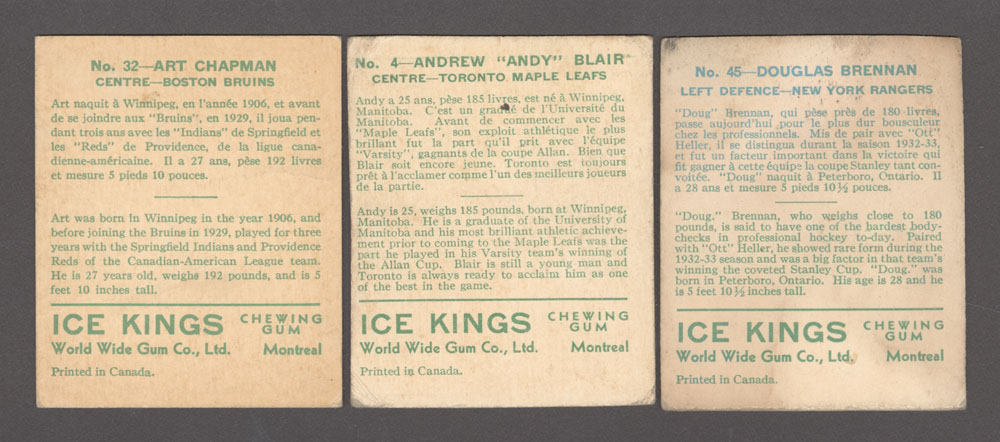 No. 32—ART CHAPMAN
CENTRE—BOSTON BRUINS
Art naquit à Winnipeg, en l'année 1906, et avant
de se joindre aux "Bruins", en 1929, il joua pen-
dant trois ans avec les "Indians" de Springfield et
les "Reds" de Providence, de la ligue cana-
dienne-américaine. Il a 27 ans, pèse 192 livres
et mesure 5 pieds 10 pouces.
Art was born in Winnipeg in the year 1906, and
before joining the Bruins in 1929, played for three
years with the Springfield Indians and Providence
Reds of the Canadian-American League team.
He is 27 years old, weighs 192 pounds, and is 5
feet 10 inches tall.
ICE KINGS CHEWING GUM
World Wide Gum Co., Ltd. Montreal
Printed in Canada.
No. 4—ANDREW "ANDY" BLAIR
CENTRE—TORONTO MAPLE LEAFS
Andy a 25 ans, pèse 185 livres, est né à Winnipeg,
Manitoba. C'est un gradué de l'Université du
Manitoba. Avant de commencer avec les
"Maple Leafs", son exploit athlétique le plus
brillant fut la part qu'il prit avec l'équipe
"Varsity", gagnants de la coupe Allan. Bien que
Blair soit encore jeune. Toronto est toujours
prêt à l'acclamer comme l'un des meilleurs joueurs
de la partie.
Andy is 25, weighs 185 pounds, born at Winnipeg,
Manitoba. He is a graduate of the University of
Manitoba and his most brilliant athletic achieve-
ment prior to coming to the Maple Leafs was the
part he played in his Varsity team's winning of
the Allan Cup. Blair is still a young man and
Toronto is always ready to acclaim him as one
of the best in the game.
ICE KINGS CHEWING GUM
World Wide Gum Co., Ltd. Montreal
Printed in Canada.
No. 45—DOUGLAS BRENNAN
LEFT DEFENCE—NEW YORK RANGERS
"Doug" Brennan, qui pèse près de 180 livres,
passe aujourd'hui pour le plus dur bousculeur
chez les professionnels. Mis de pair avec "Ott"
Heller, il se distingua durant la saison 1932-33,
et fut un facteur important dans la victoire qui
fit gagner à cette équipe la coupe Stanley tant con-
voitée. "Doug" naquit à Peterboro, Ontario. Il
a 28 ans et mesure 5 pieds 10½ pouces.
"Doug." Brennan, who weighs close to 180
pounds, is said to have one of the hardest body-
checks in professional hockey to-day. Paired
with "Ott" Heller, he showed rare form during the
1932-33 season and was a big factor in that team's
winning the coveted Stanley Cup. "Doug." was
born in Peterboro, Ontario. His age is 28 and he
is 5 feet 10½ inches tall.
ICE KINGS CHEWING GUM
World Wide Gum Co., Ltd. Montreal
Printed in Canada.